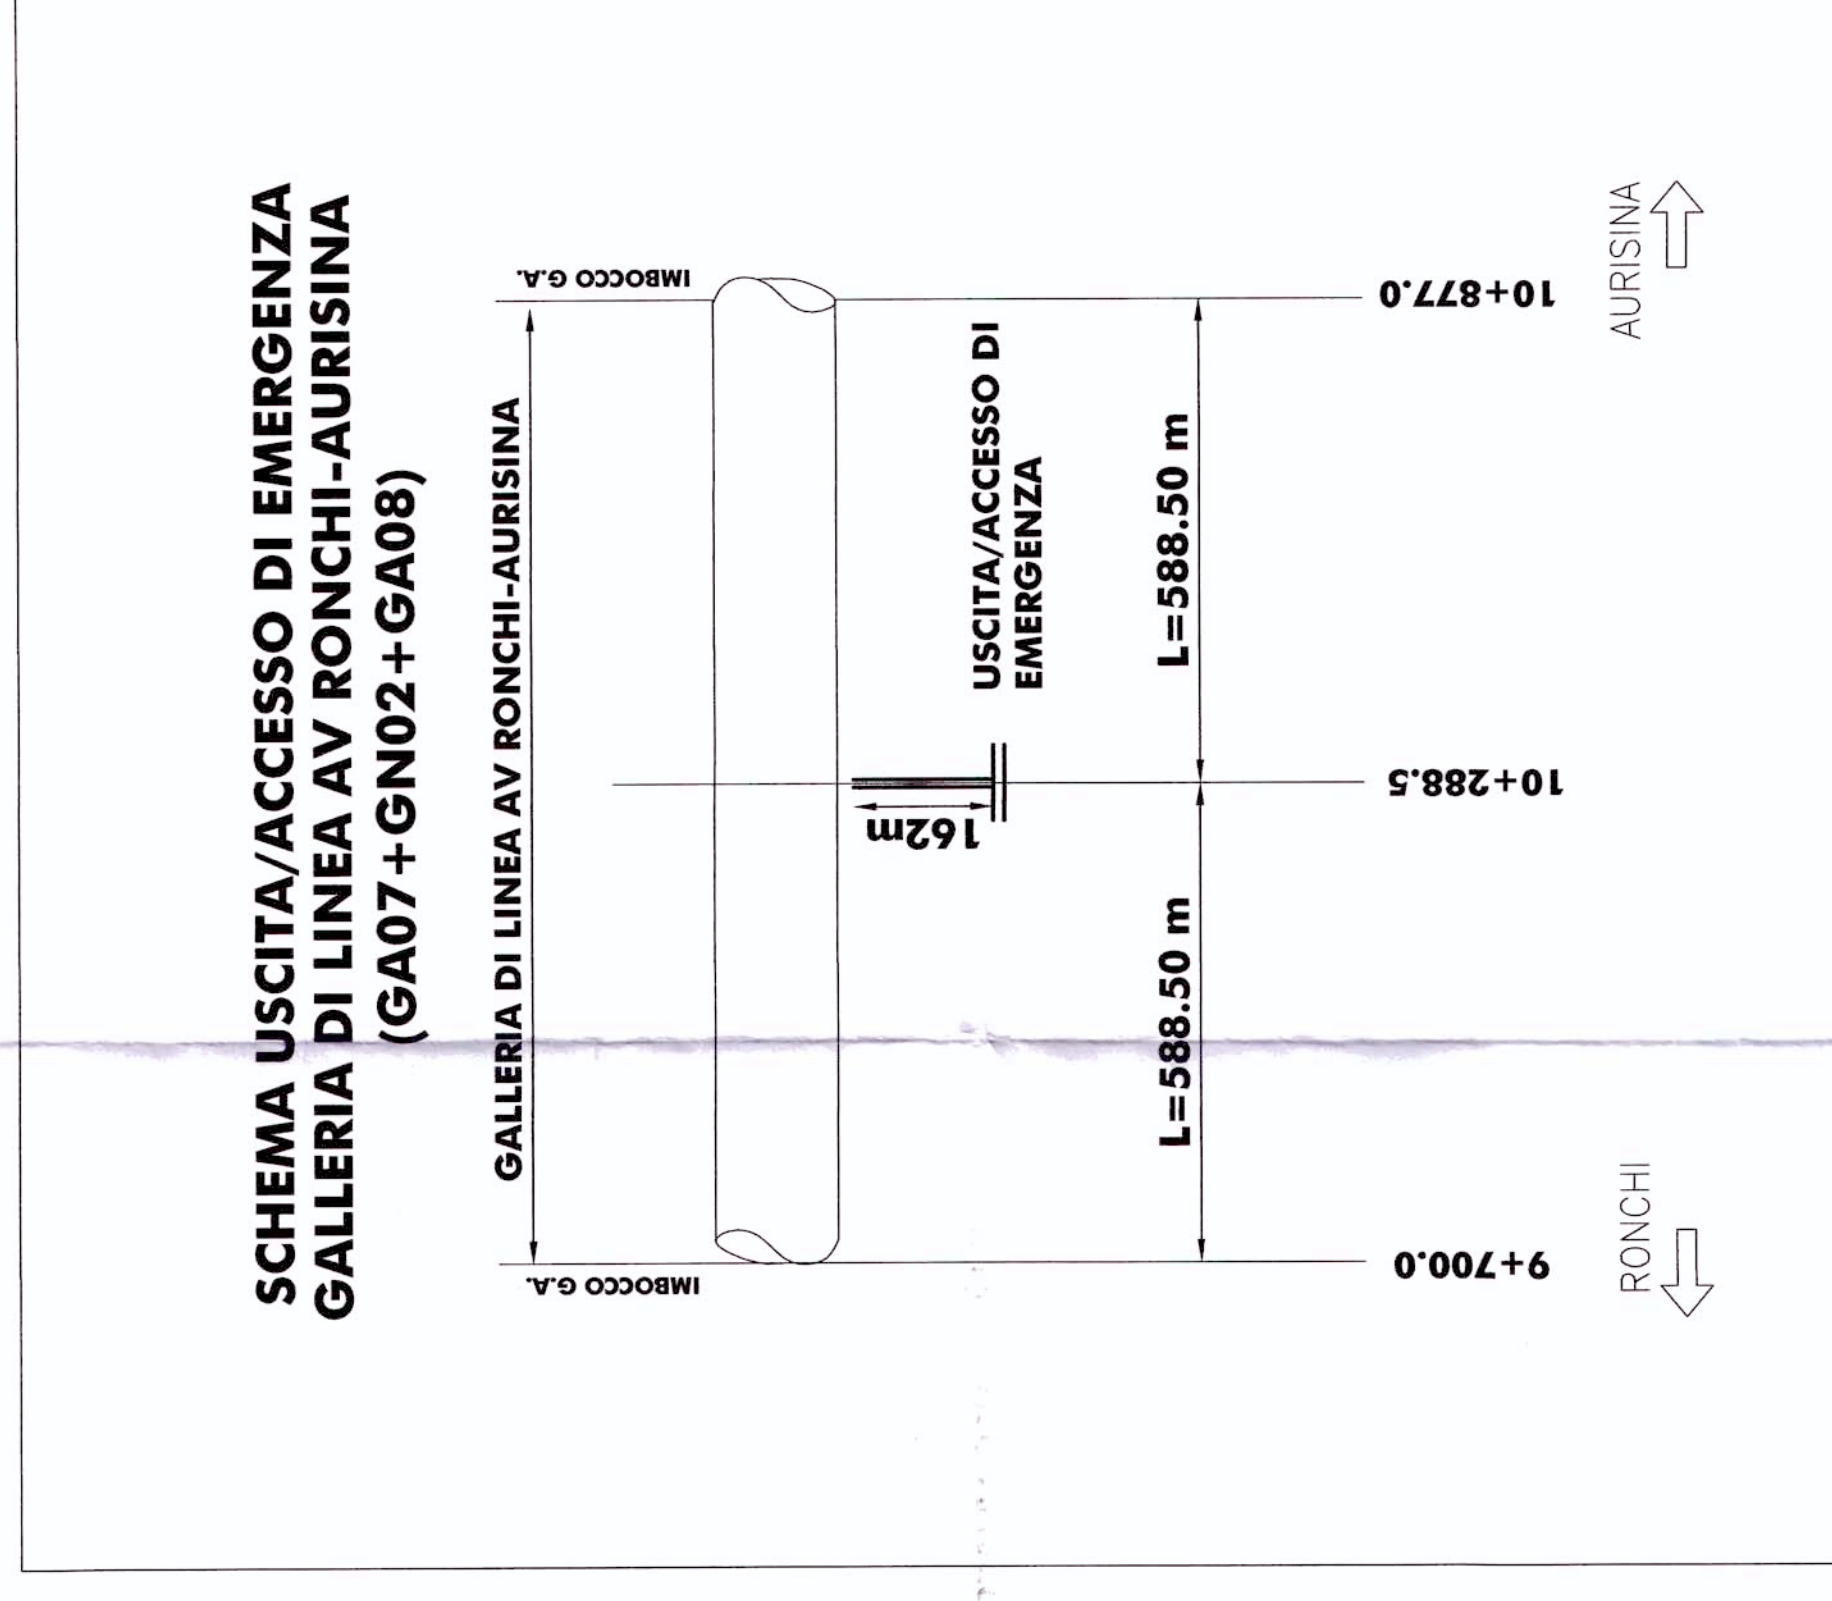 SCHEMA USCITA/ACCESSO DI EMERGENZA
GALLERIA DI LINEA AV RONCHI-AURISINA
(GA07+GN02+GA08)
GALLERIA DI LINEA AV RONCHI-AURISINA
IMBOCCO G.A.
IMBOCCO G.A.
162m
USCITA/ACCESSO DI
EMERGENZA
L=588.50 m
L=588.50 m
9+700.0
10+288.5
10+877.0
RONCHI
AURISINA